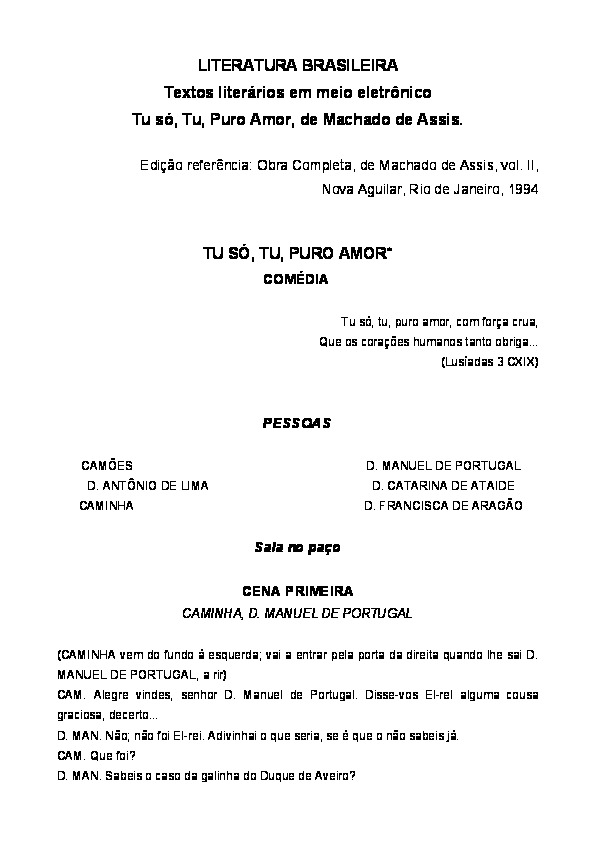 LITERATURA BRASILEIRA
Textos literários em meio eletrônico
Tu só, Tu, Puro Amor, de Machado de Assis.
Edição referência: Obra Completa, de Machado de Assis, vol. II,
Nova Aguilar, Rio de Janeiro, 1994
TU SÓ, TU, PURO AMOR*
COMÉDIA
Tu só, tu, puro amor, com força crua,
Que os corações humanos tanto obriga...
(Lusíadas 3 CXIX)
PESSOAS
CAMÕES D. MANUEL DE PORTUGAL
D. ANTÔNIO DE LIMA D. CATARINA DE ATAIDE
CAMINHA D. FRANCISCA DE ARAGÃO
Sala no paço
CENA PRIMEIRA
CAMINHA, D. MANUEL DE PORTUGAL
(CAMINHA vem do fundo á esquerda; vai a entrar pela porta da direita quando lhe sai D.
MANUEL DE PORTUGAL, a rir)
CAM. Alegre vindes, senhor D. Manuel de Portugal. Disse-vos El-rel alguma cousa
graciosa, decerto...
D. MAN. Não; não foi El-rei. Adivinhai o que seria, se é que o não sabeis já.
CAM. Que foi?
D. MAN. Sabeis o caso da galinha do Duque de Aveiro?